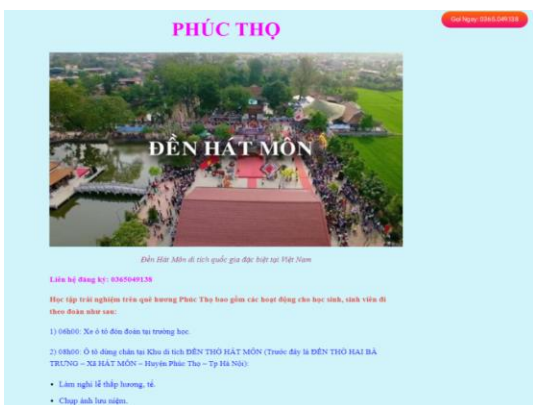 PHÚC THỌ
Gọi Ngay: 0365.049.138
ĐỀN HÁT MÔN
Đền Hát Môn di tích quốc gia đặc biệt tại Việt Nam
Liên hệ đăng ký: 0365049138
Học tập trải nghiệm trên quê hương Phúc Thọ bao gồm các hoạt động cho học sinh, sinh viên đi
theo đoàn như sau:
1) 06h00: Xe ô tô đón đoàn tại trường học.
2) 08h00: Ô tô dừng chân tại Khu di tích ĐỀN THỜ HÁT MÔN (Trước đây là ĐỀN THỜ HAI BÀ
TRƯNG – XÃ HÁT MÔN – Huyện Phúc Thọ – Tp Hà Nội):
• Làm nghi lễ thắp hương, tế.
• Chụp ảnh lưu niệm.